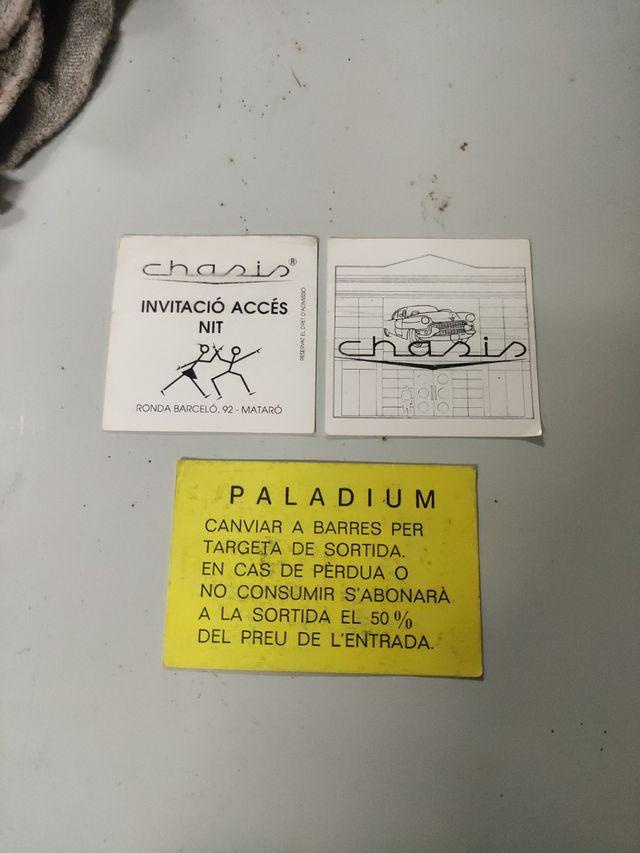 chasis®
INVITACIÓ ACCÉS
NIT
RESERVAT EL DRET D'ADMISSIÓ
RONDA BARCELÓ, 92 - MATARÓ
chasis
PALADIUM
CANVIAR A BARRES PER
TARGETA DE SORTIDA.
EN CAS DE PÈRDUA O
NO CONSUMIR S'ABONARÀ
A LA SORTIDA EL 50%
DEL PREU DE L'ENTRADA.